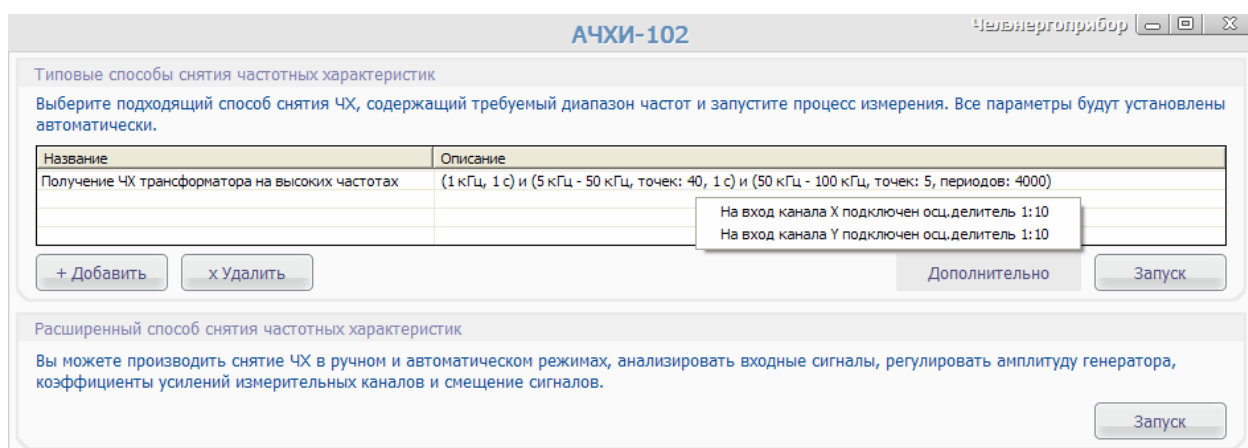 АЧХИ-102
Челэнергоприбор
Типовые способы снятия частотных характеристик
Выберите подходящий способ снятия ЧХ, содержащий требуемый диапазон частот и запустите процесс измерения. Все параметры будут установлены
автоматически.
Название Описание
Получение ЧХ трансформатора на высоких частотах (1 кГц, 1 с) и (5 кГц - 50 кГц, точек: 40, 1 с) и (50 кГц - 100 кГц, точек: 5, периодов: 4000)
На вход канала X подключен осц.делитель 1:10
На вход канала Y подключен осц.делитель 1:10
+ Добавить x Удалить Дополнительно Запуск
Расширенный способ снятия частотных характеристик
Вы можете производить снятие ЧХ в ручном и автоматическом режимах, анализировать входные сигналы, регулировать амплитуду генератора,
коэффициенты усилений измерительных каналов и смещение сигналов.
Запуск